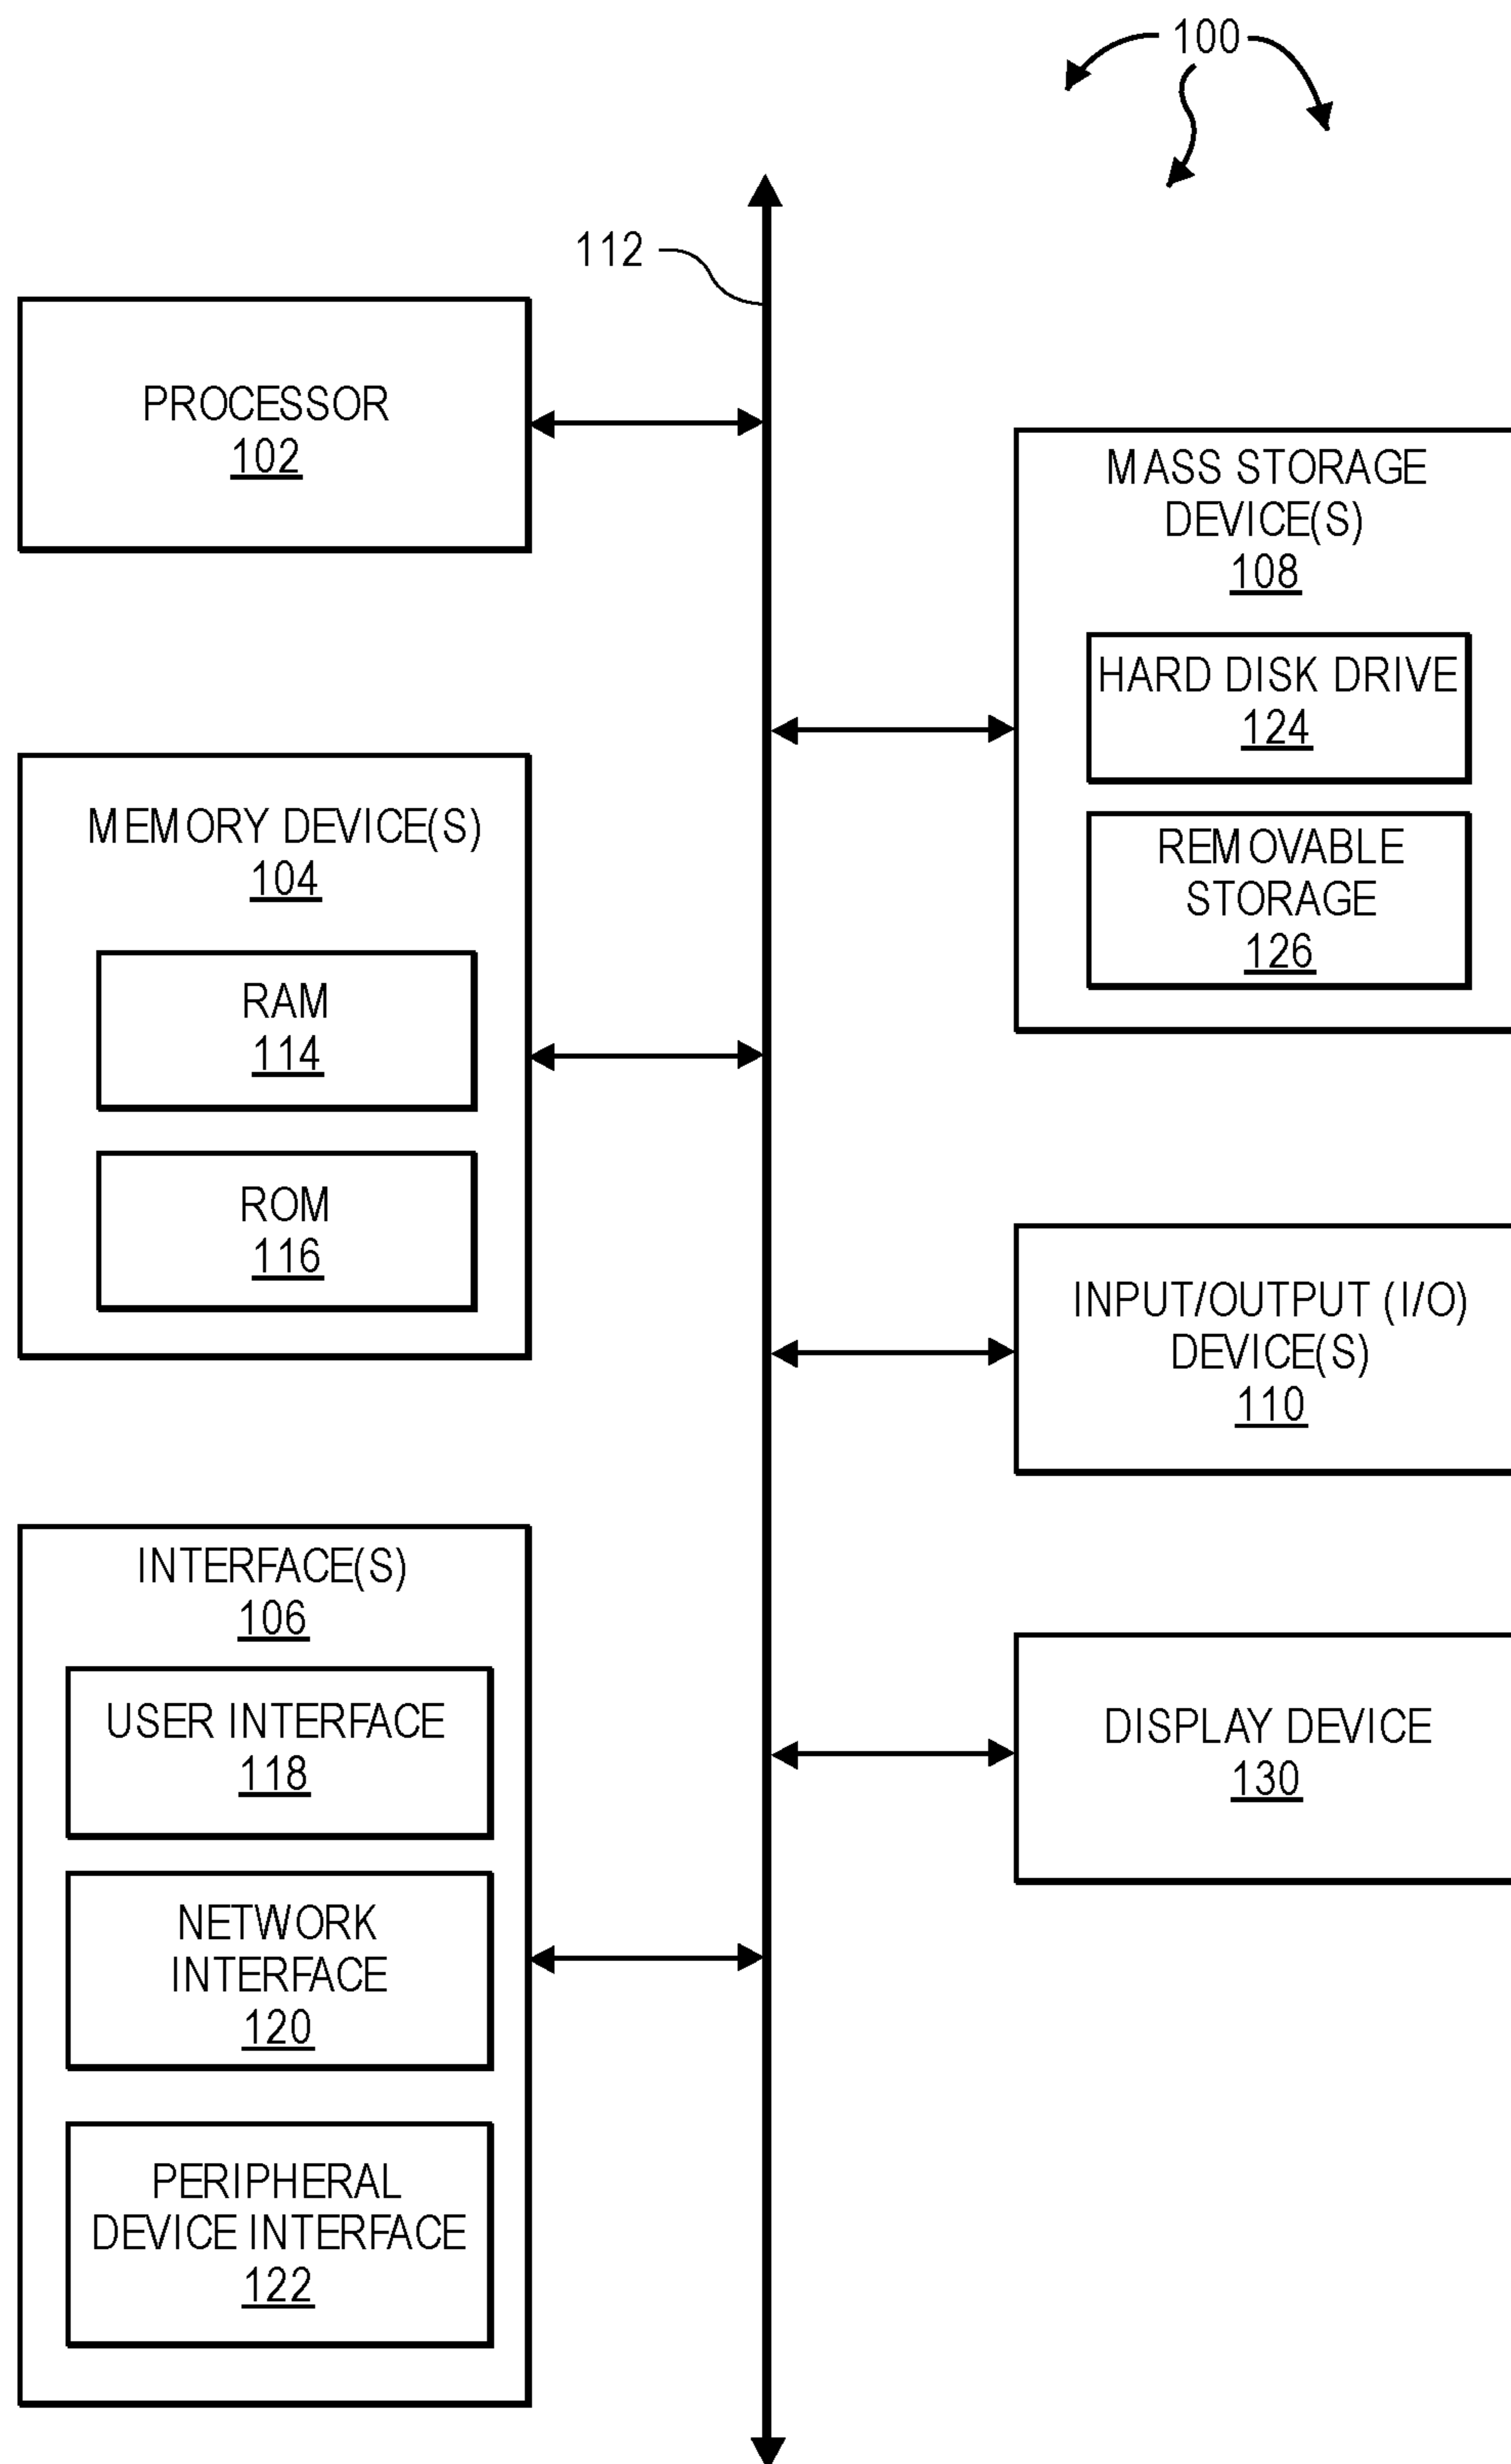 100
112
PROCESSOR
102
MEMORY DEVICE(S)
104
RAM
114
ROM
116
INTERFACE(S)
106
USER INTERFACE
118
NETWORK
INTERFACE
120
PERIPHERAL
DEVICE INTERFACE
122
MASS STORAGE
DEVICE(S)
108
HARD DISK DRIVE
124
REMOVABLE
STORAGE
126
INPUT/OUTPUT (I/O)
DEVICE(S)
110
DISPLAY DEVICE
130